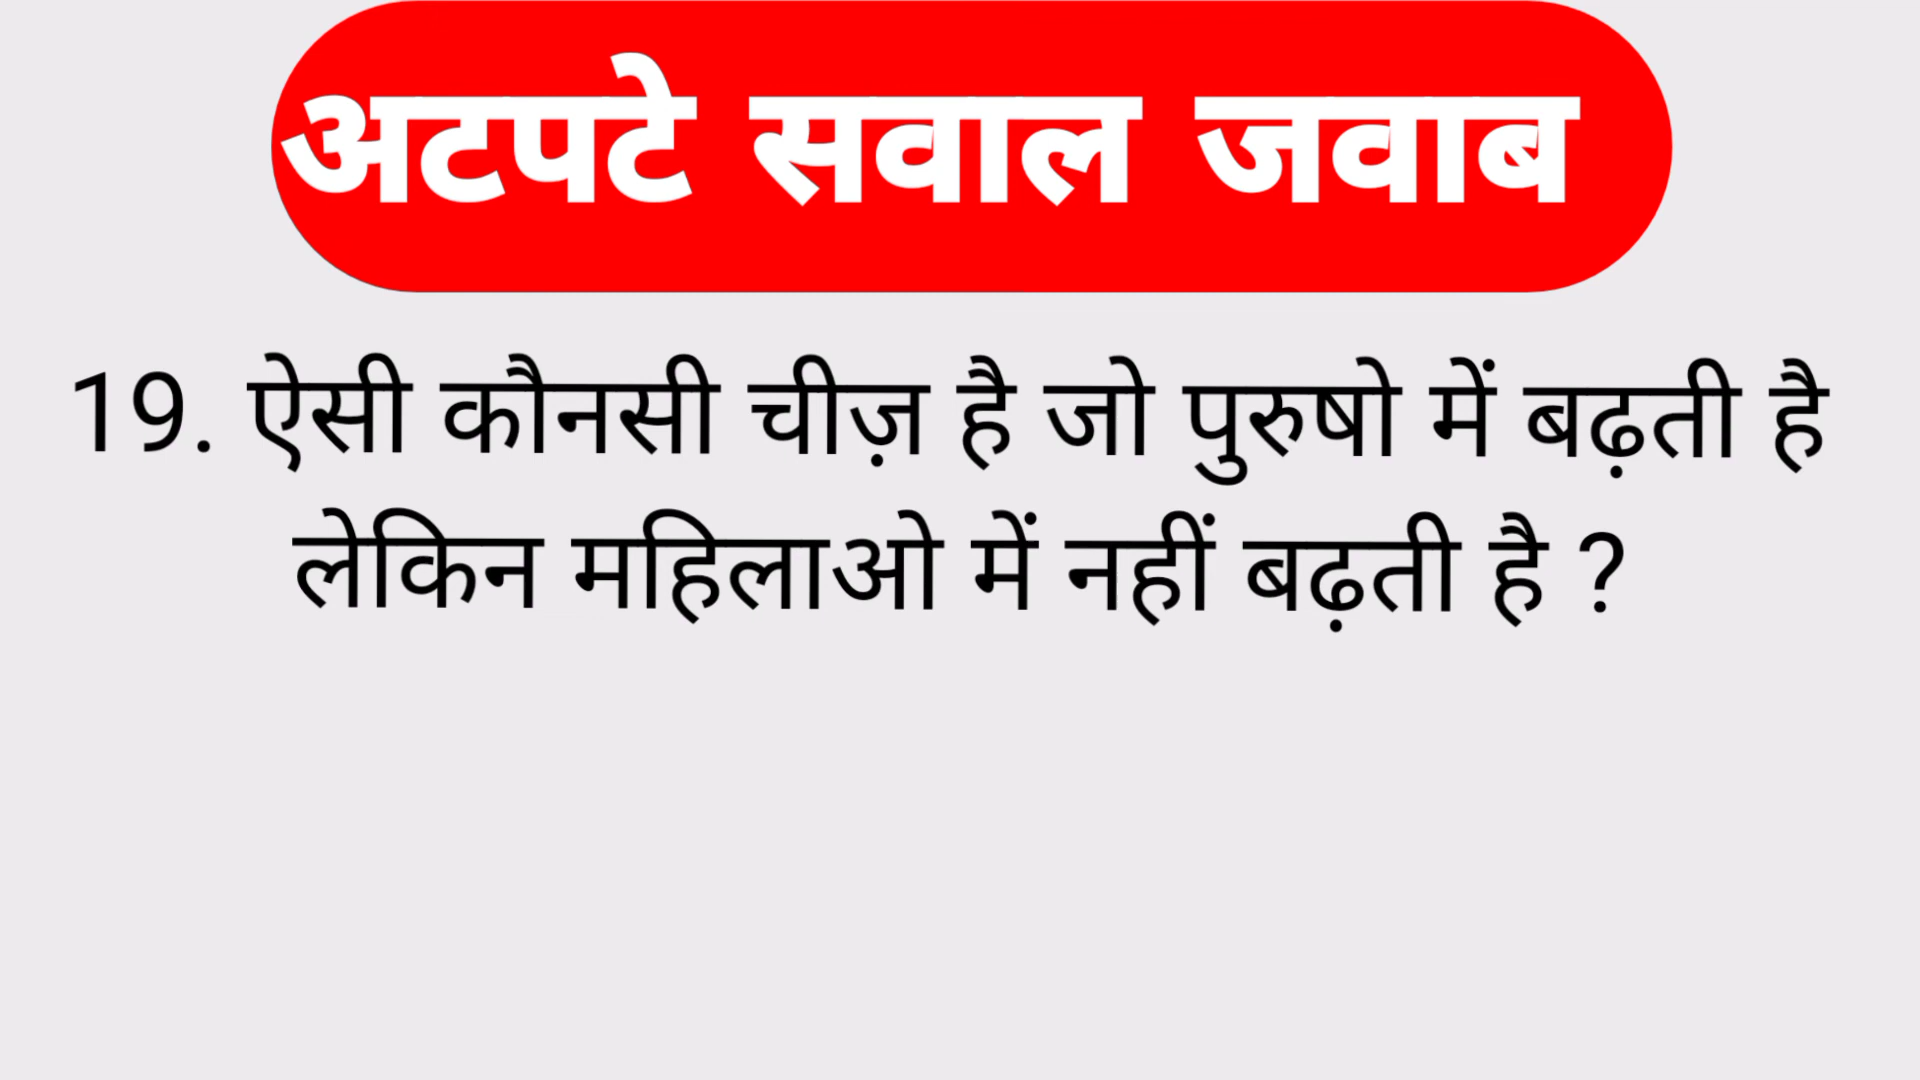 अटपटे सवाल जवाब
19. ऐसी कौनसी चीज़ है जो पुरुषो में बढ़ती है
लेकिन महिलाओ में नहीं बढ़ती है ?